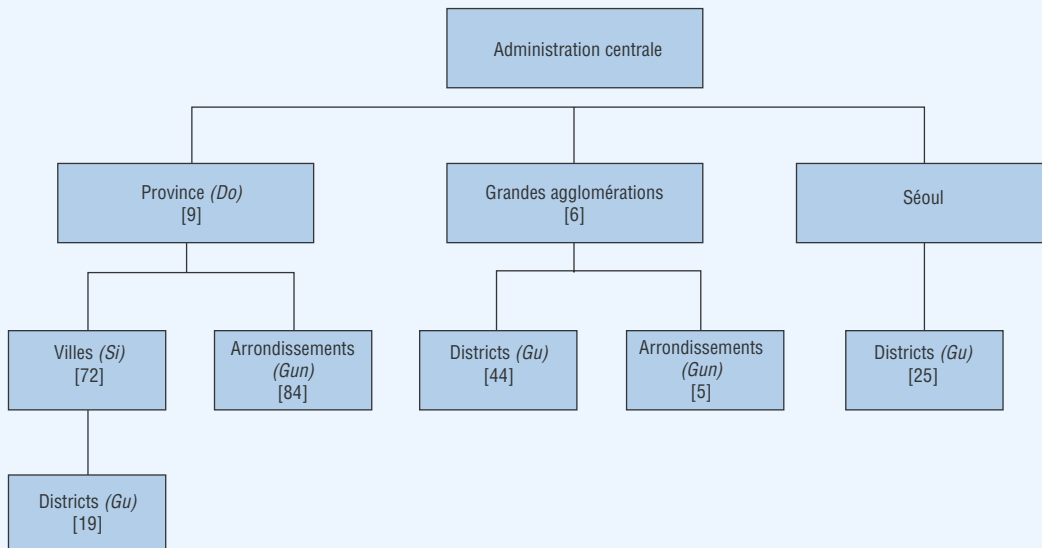 Administration centrale
Province (Do)
[9]
Grandes agglomérations
[6]
Séoul
Villes (Si)
[72]
Arrondissements
(Gun)
[84]
Districts (Gu)
[44]
Arrondissements
(Gun)
[5]
Districts (Gu)
[25]
Districts (Gu)
[19]